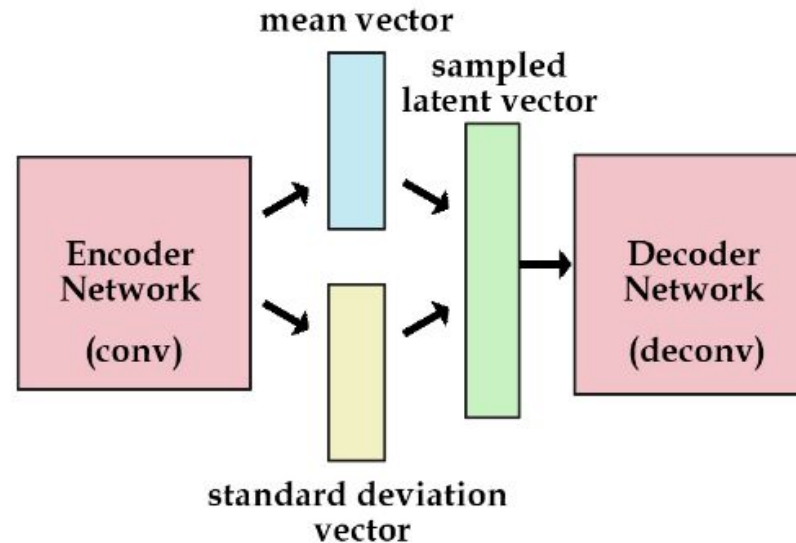 mean vector
sampled
latent vector
Encoder
Network
(conv)
Decoder
Network
(deconv)
standard deviation
vector